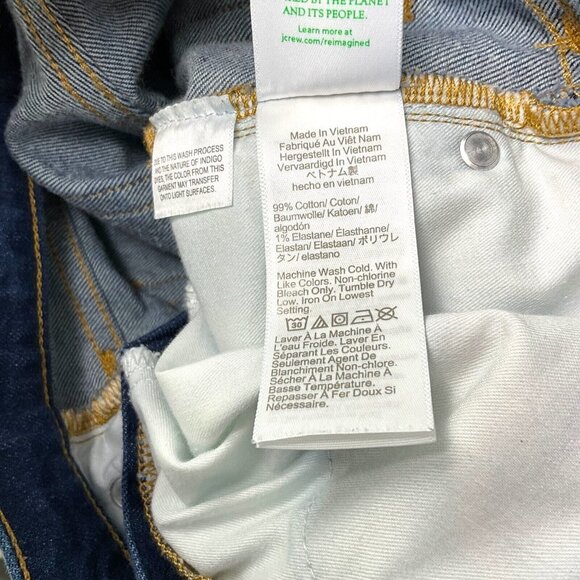 BY THE PLANET
AND ITS PEOPLE.
Learn more at
jcrew.com/reimagined
DUE TO THIS WASH PROCESS
AND THE NATURE OF INDIGO
DYES, THE COLOR FROM THIS
GARMENT MAY TRANSFER
ONTO LIGHT SURFACES.
Made In Vietnam
Fabriqué Au Viêt Nam
Hergestellt In Vietnam
Vervaardigd In Vietnam
ベトナム製
hecho en vietnam
99% Cotton/ Coton/
Baumwolle/ Katoen/ 綿/
algodón
1% Elastane/ Élasthanne/
Elastan/ Elastaan/ ポリウレ
タン/ elastano
Machine Wash Cold. With
Like Colors. Non-chlorine
Bleach Only. Tumble Dry
Low. Iron On Lowest
Setting.
30
Laver À La Machine À
L'eau Froide. Laver En
Séparant Les Couleurs.
Seulement Agent De
Blanchiment Non-chlore.
Sécher À La Machine À
Basse Température.
Repasser À Fer Doux Si
Nécessaire.